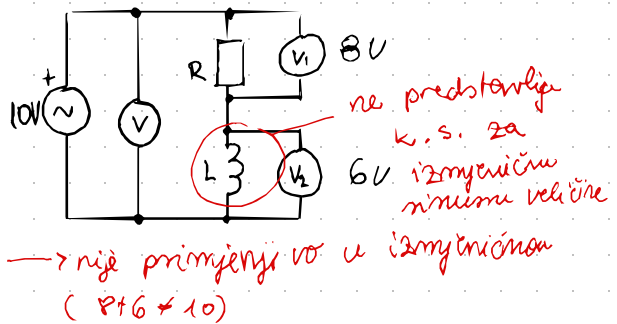 +
10V
~
V
R
V₁
8V
L
V₂
6V
ne predstavlja
k.s. za
izmjeničnu
sinusnu veličine
→ nije primjenjivo u izmjeničnom
(8+6≠10)